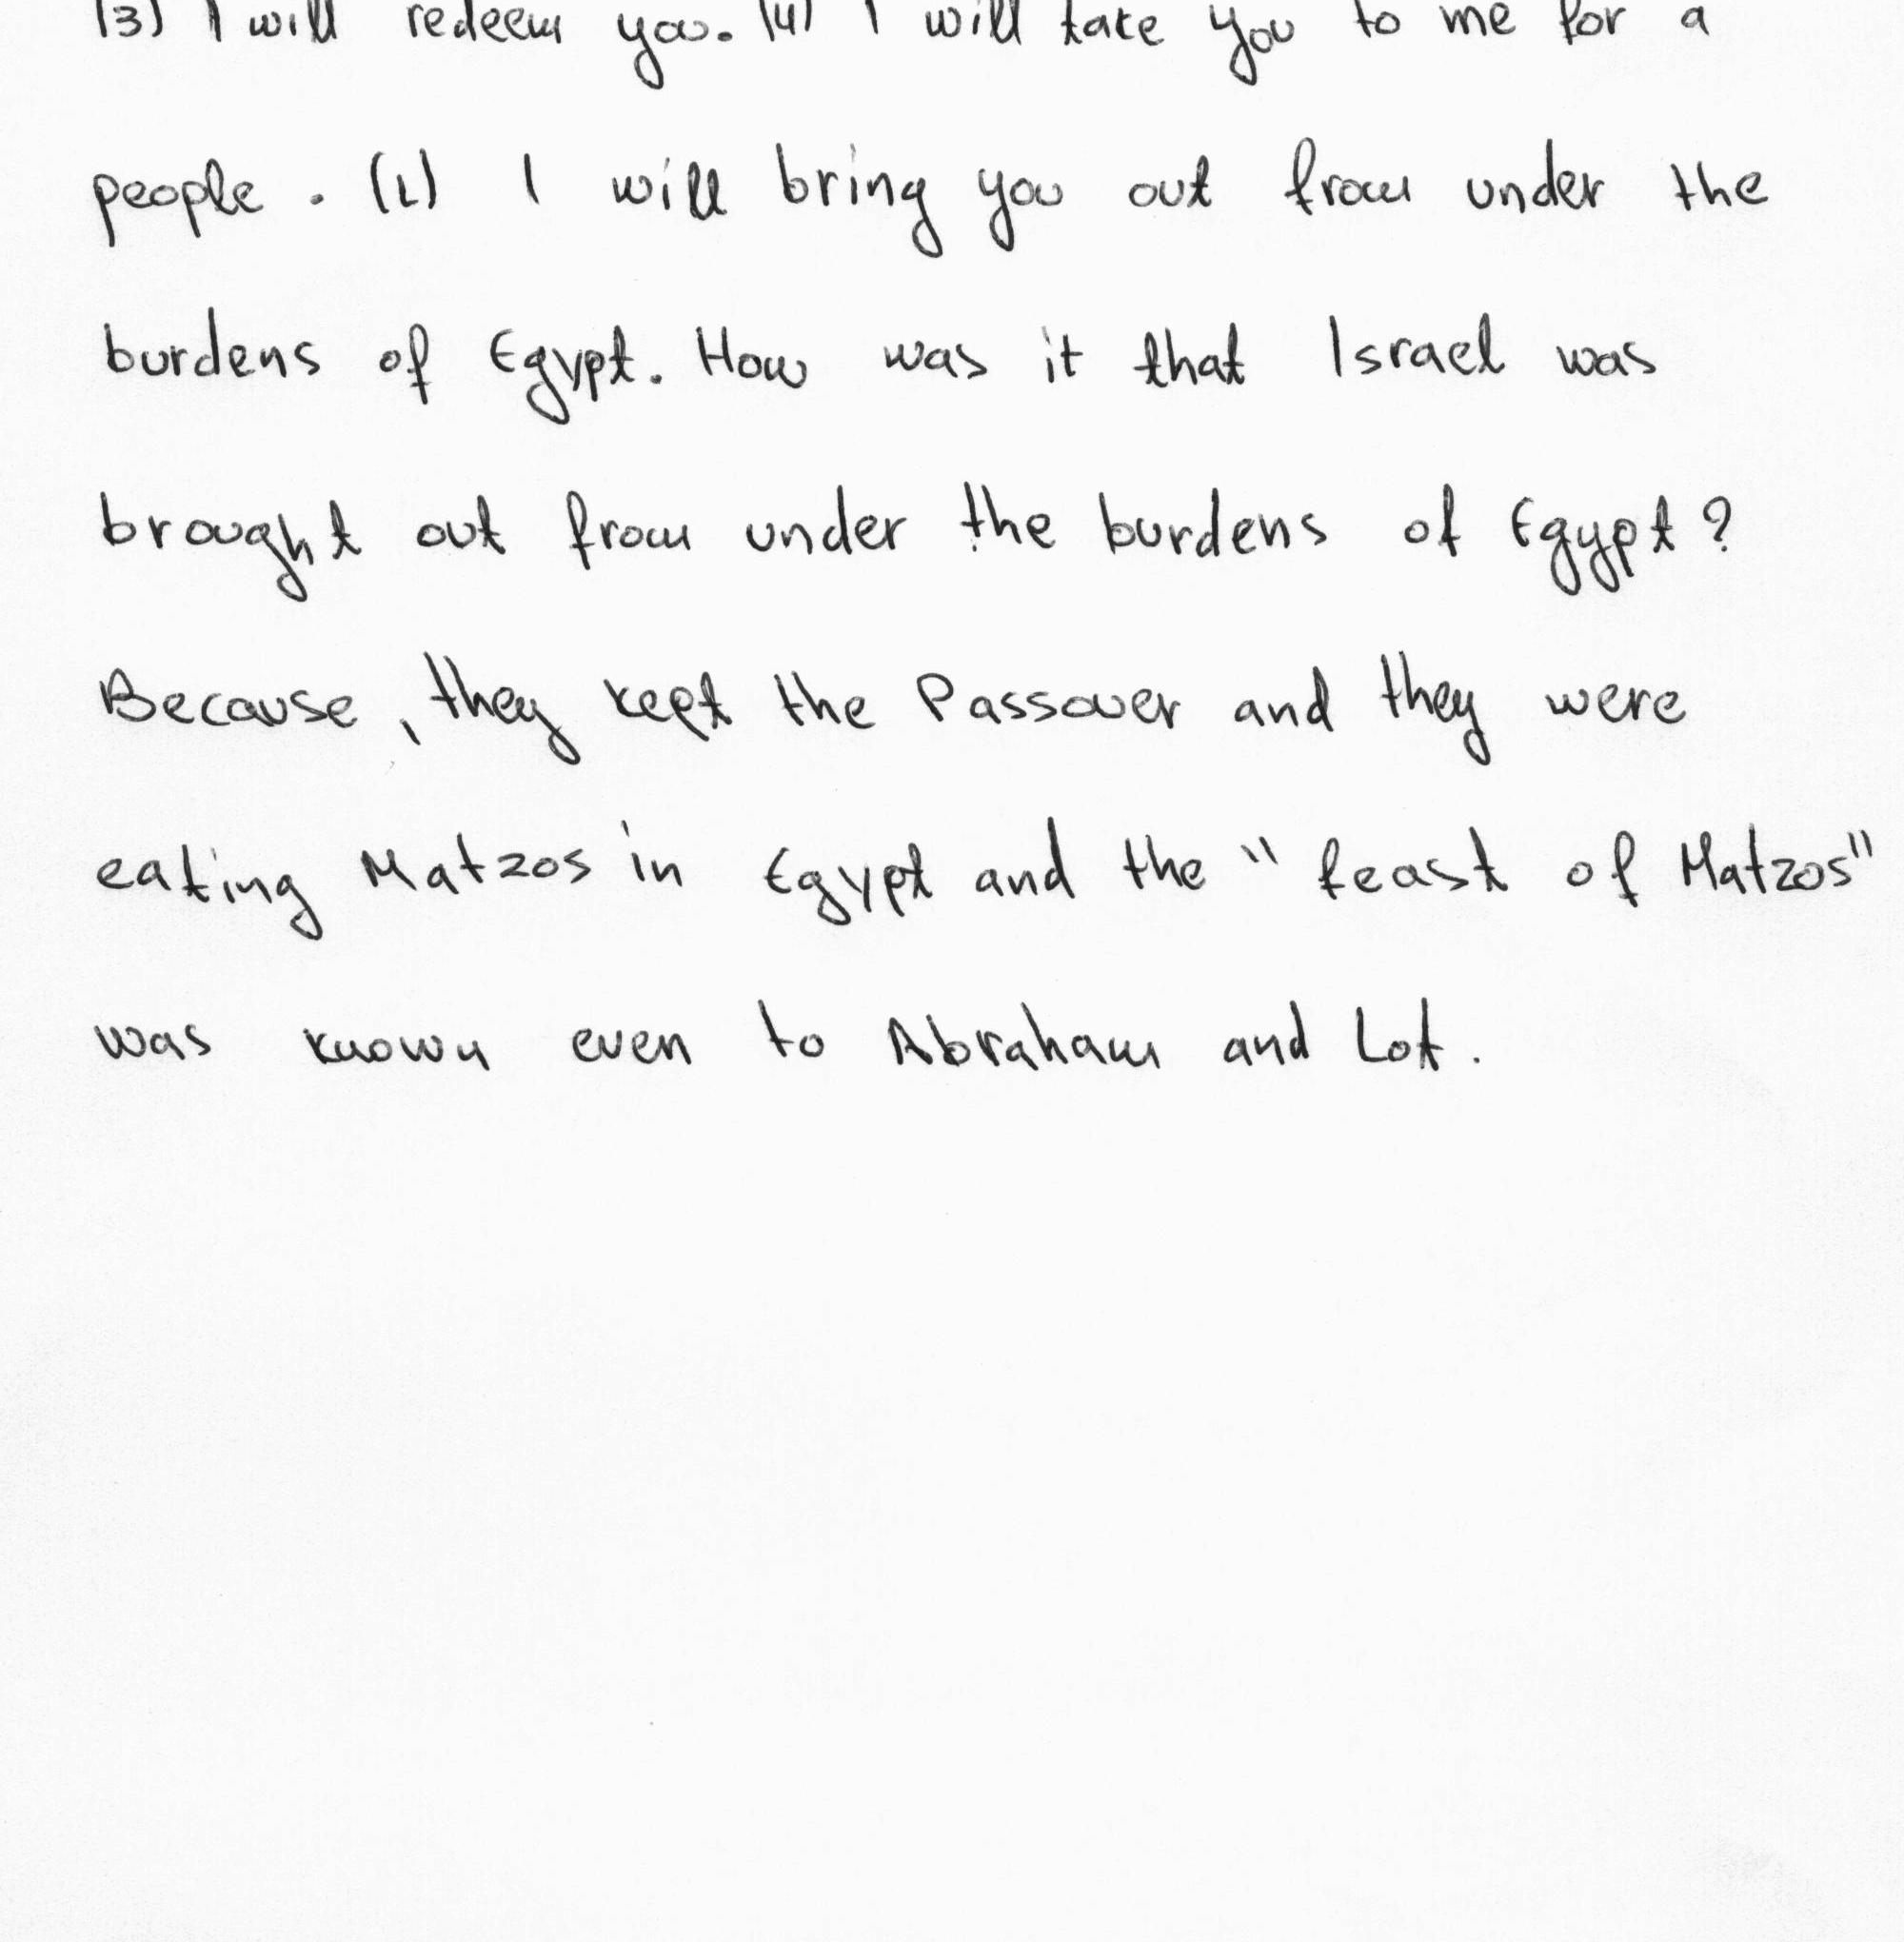 (3) I will redeem you. (4) I will take you to me for a
people. (1) I will bring you out from under the
burdens of Egypt. How was it that Israel was
brought out from under the burdens of Egypt?
Because, they kept the Passover and they were
eating Matzos in Egypt and the "feast of Matzos"
was known even to Abraham and Lot.